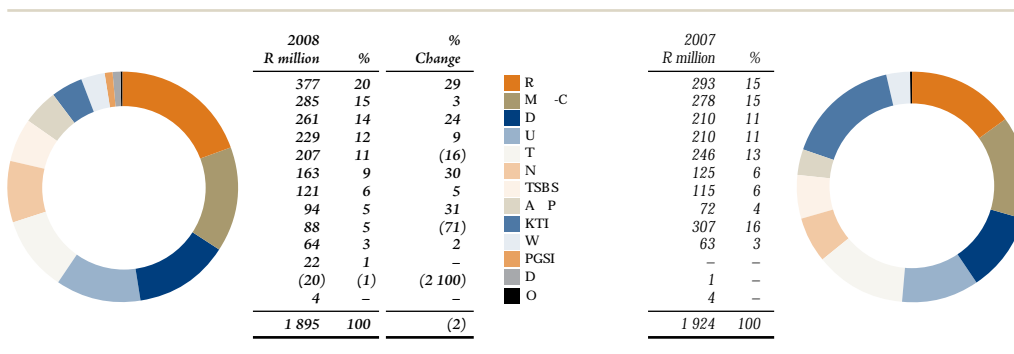 2008 % 2007
R million % Change R million %
377 20 29 R 293 15
285 15 3 M -C 278 15
261 14 24 D 210 11
229 12 9 U 210 11
207 11 (16) T 246 13
163 9 30 N 125 6
121 6 5 TSBS 115 6
94 5 31 A P 72 4
88 5 (71) KTI 307 16
64 3 2 W 63 3
22 1 – PGSI – –
(20) (1) (2 100) D 1 –
4 – – O 4 –
1 895 100 (2) 1 924 100